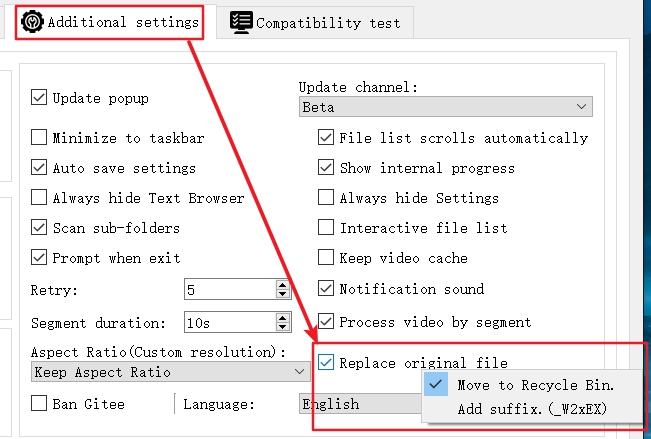 Additional settings
Compatibility test
Update popup
Update channel:
Beta
Minimize to taskbar
File list scrolls automatically
Auto save settings
Show internal progress
Always hide Text Browser
Always hide Settings
Scan sub-folders
Interactive file list
Prompt when exit
Keep video cache
Retry:
5
Notification sound
Segment duration:
10s
Process video by segment
Aspect Ratio(Custom resolution):
Replace original file
Keep Aspect Ratio
Move to Recycle Bin.
Ban Gitee
Language:
English
Add suffix.(_W2xEX)